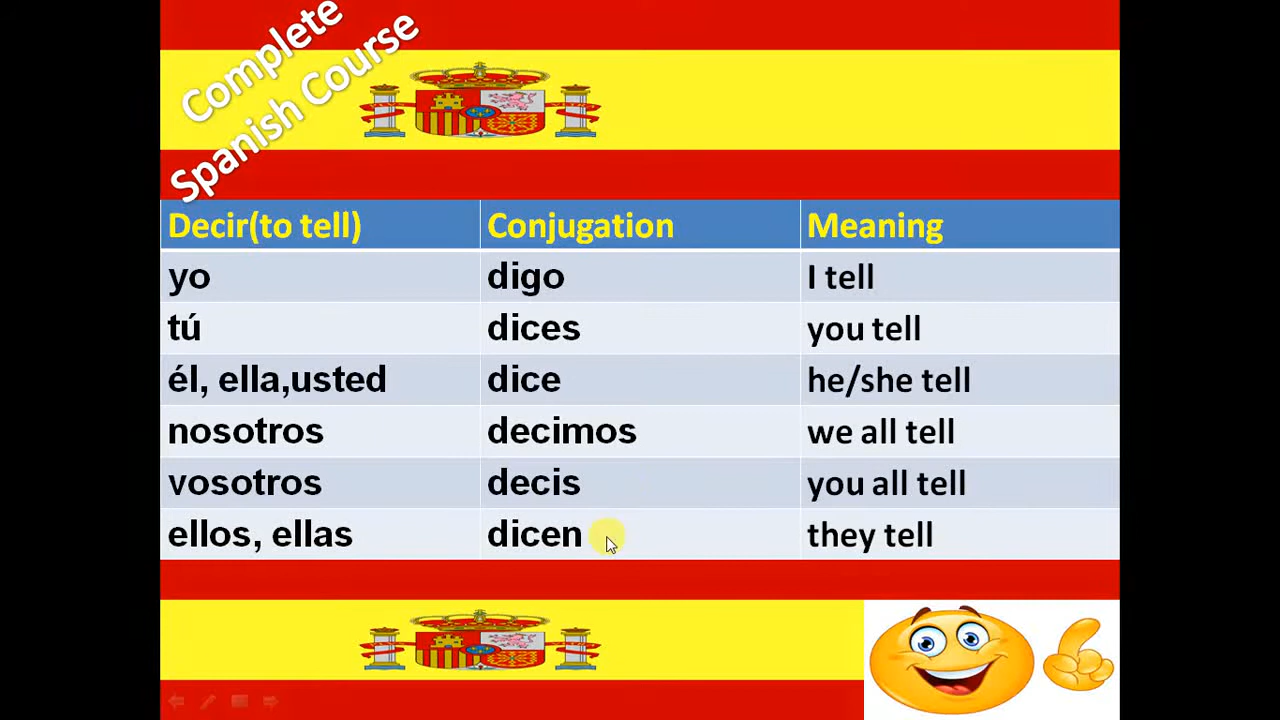 Complete
Spanish Course
Decir(to tell) Conjugation Meaning
yo digo I tell
tú dices you tell
él, ella,usted dice he/she tell
nosotros decimos we all tell
vosotros decis you all tell
ellos, ellas dicen they tell